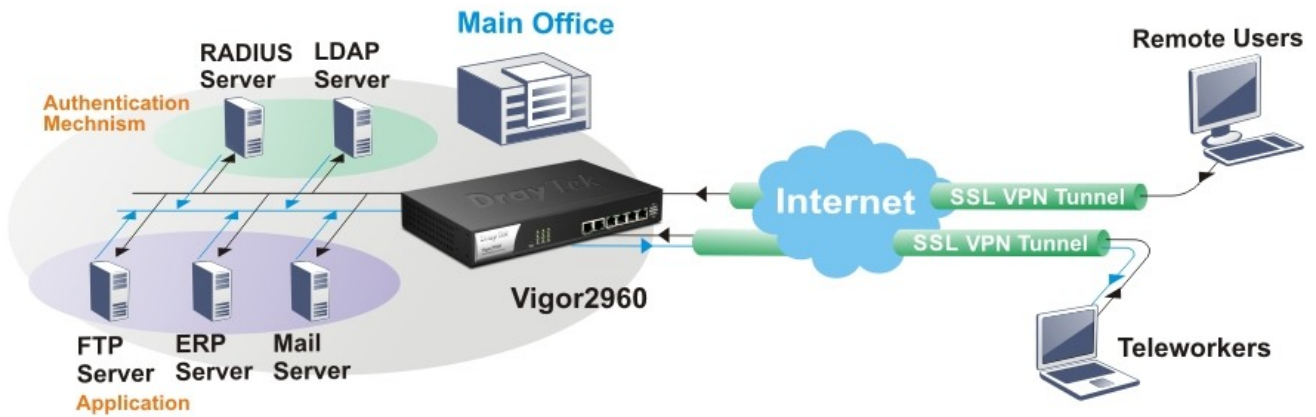 Main Office
RADIUS
Server
LDAP
Server
Authentication
Mechnism
Remote Users
DrayTek
Internet
SSL VPN Tunnel
SSL VPN Tunnel
Vigor2960
FTP
Server
ERP
Server
Mail
Server
Application
Teleworkers